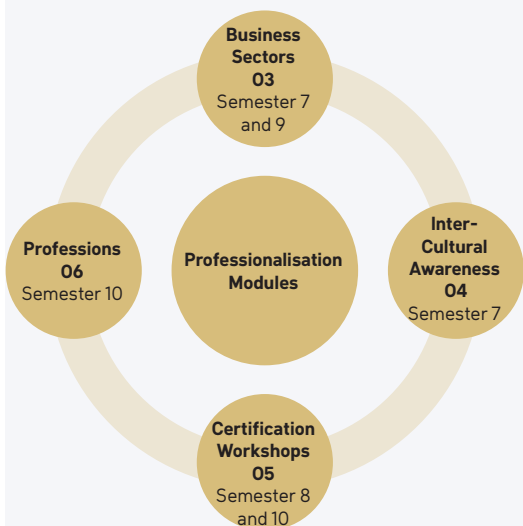 Business
Sectors
03
Semester 7
and 9
Professions
06
Semester 10
Professionalisation
Modules
Inter-
Cultural
Awareness
04
Semester 7
Certification
Workshops
05
Semester 8
and 10